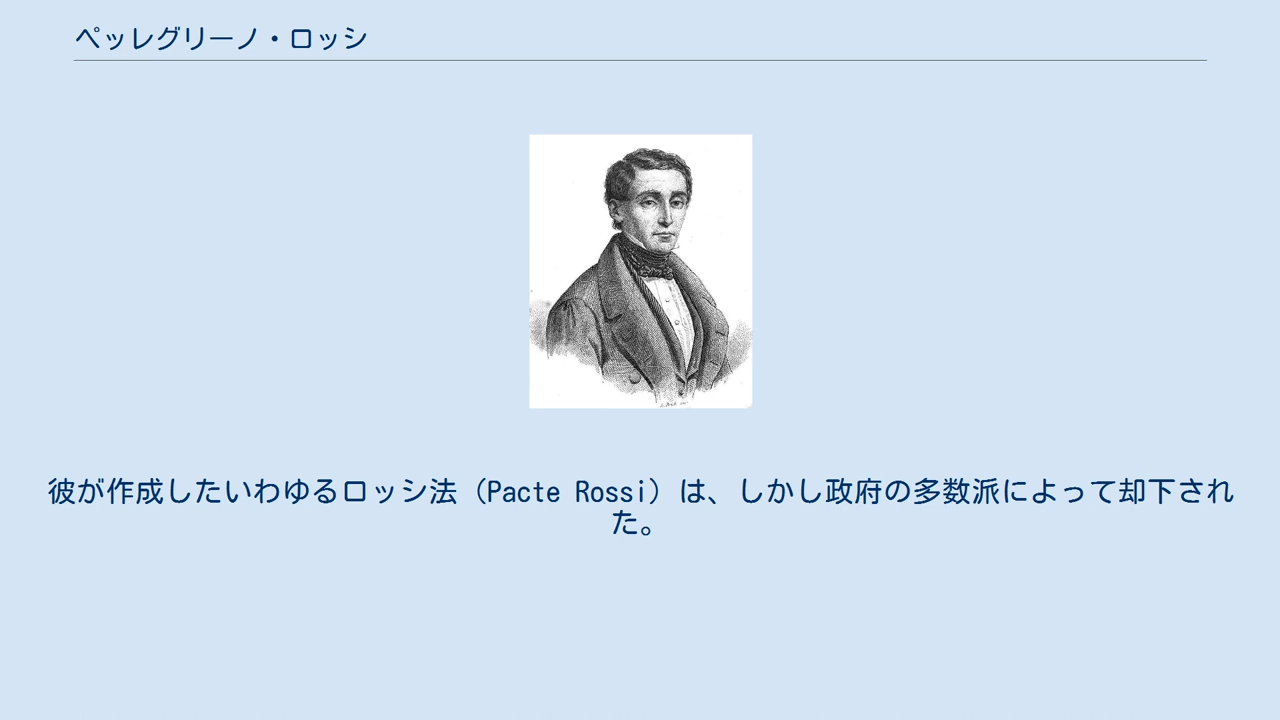 ペッレグリーノ・ロッシ
彼が作成したいわゆるロッシ法（Pacte Rossi）は、しかし政府の多数派によって却下され
た。